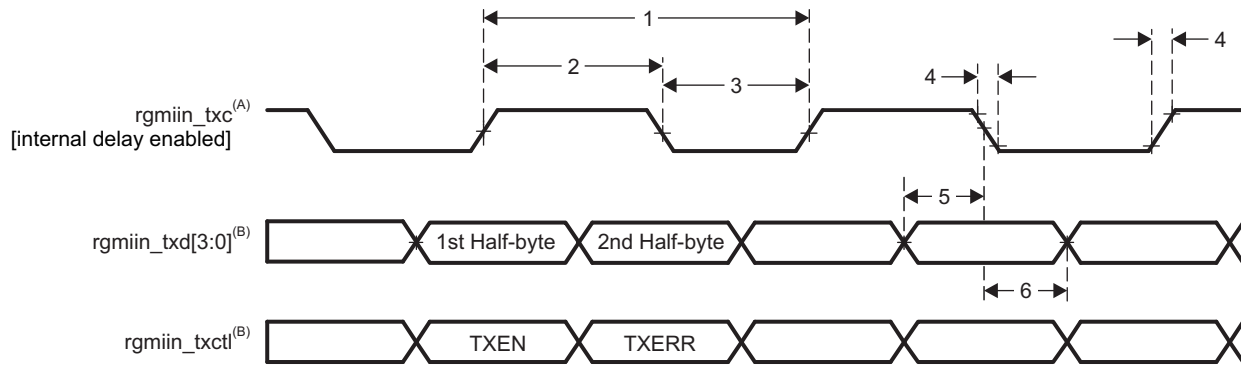 1
4
2
4
3
rgmiin_txc(A)
[internal delay enabled]
5
rgmiin_txd[3:0](B)
1st Half-byte
2nd Half-byte
6
rgmiin_txctl(B)
TXEN
TXERR